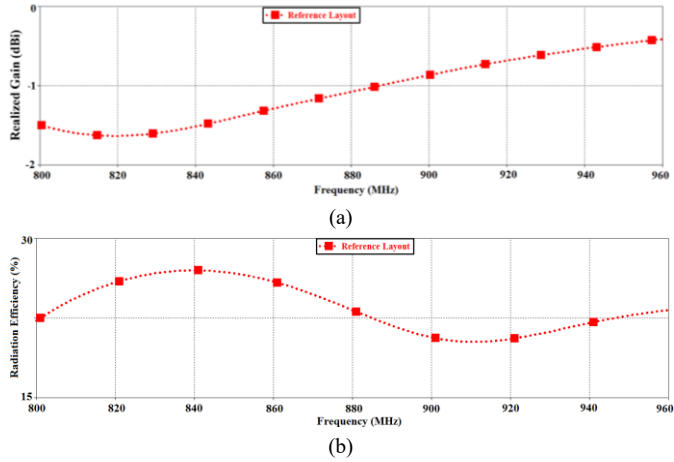 0
Reference Layout
Realized Gain (dBi)
-1
-2
800 820 840 860 880 900 920 940 960
Frequency (MHz)
(a)
30
Reference Layout
Radiation Efficiency (%)
15
800 820 840 860 880 900 920 940 960
Frequency (MHz)
(b)